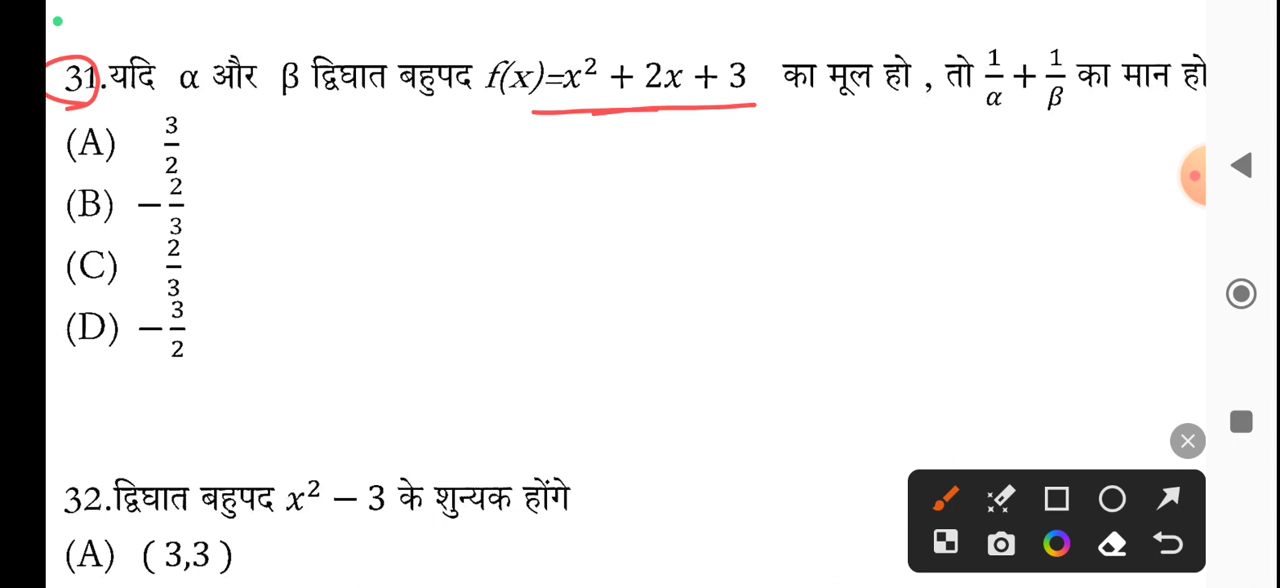 31.यदि α और β द्विघात बहुपद f(x)=x² + 2x + 3 का मूल हो , तो 1/α + 1/β का मान हो
(A) 3/2
(B) − 2/3
(C) 2/3
(D) − 3/2
32.द्विघात बहुपद x² − 3 के शुन्यक होंगे
(A) ( 3,3 )